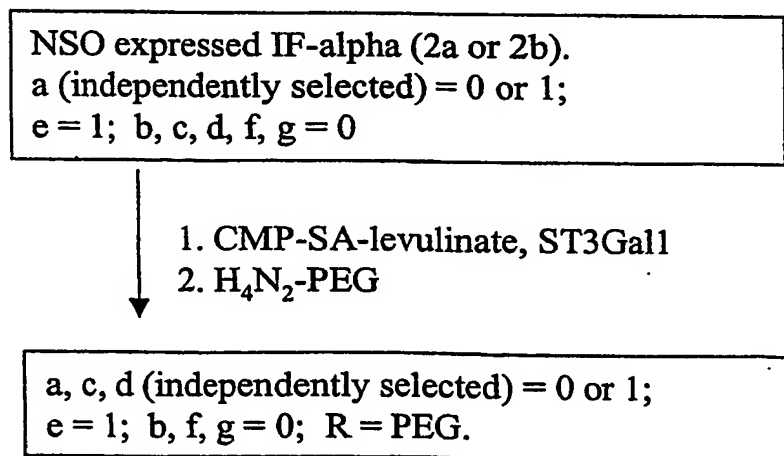 NSO expressed IF-alpha (2a or 2b).
a (independently selected) = 0 or 1;
e = 1; b, c, d, f, g = 0
1. CMP-SA-levulinate, ST3Gal1
2. H₄N₂-PEG
a, c, d (independently selected) = 0 or 1;
e = 1; b, f, g = 0; R = PEG.